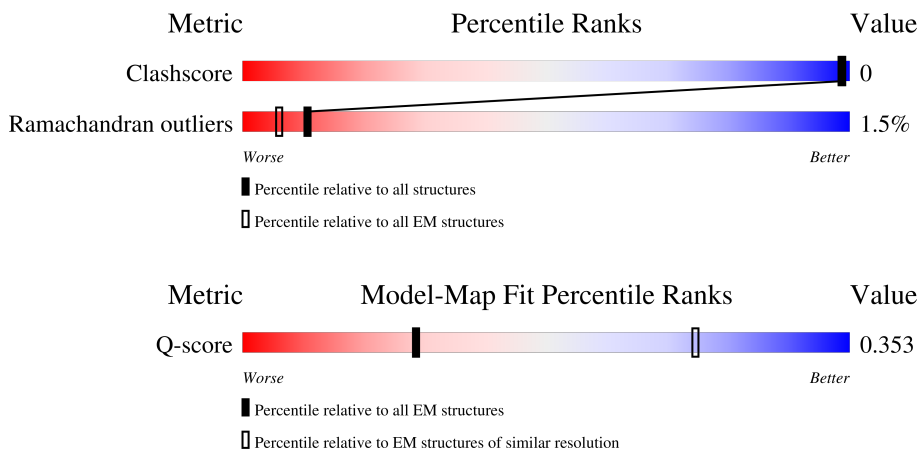 Metric Percentile Ranks Value
Clashscore 0
Ramachandran outliers 1.5%
Worse Better
Percentile relative to all structures
Percentile relative to all EM structures
Metric Model-Map Fit Percentile Ranks Value
Q-score 0.353
Worse Better
Percentile relative to all EM structures
Percentile relative to EM structures of similar resolution